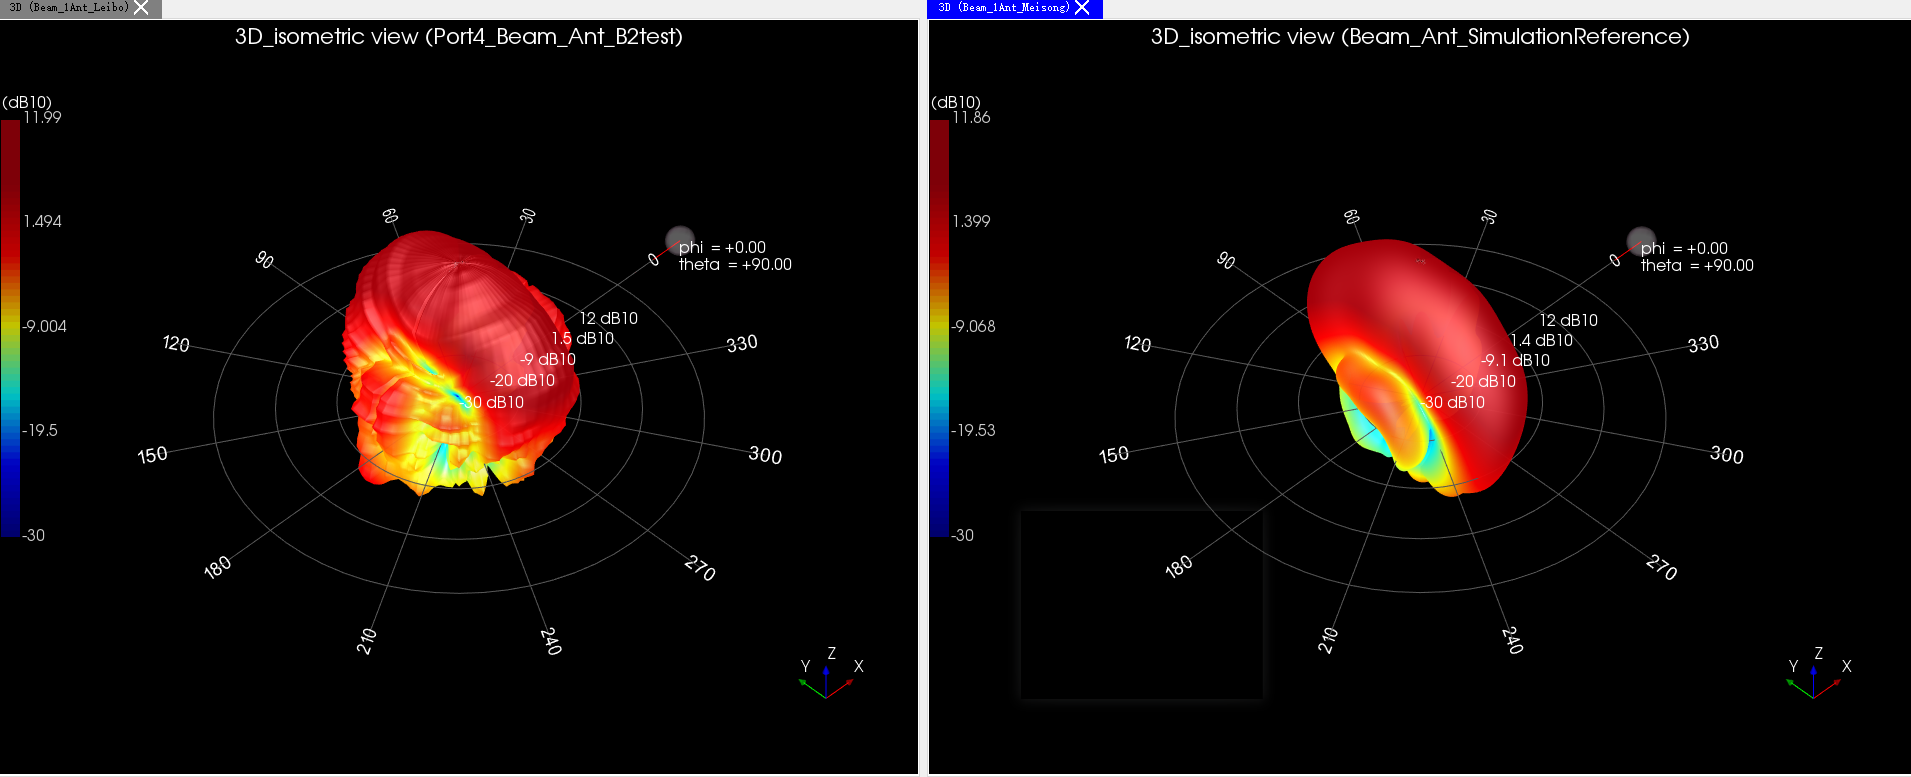 3D (Beam_1Ant_Leibo)
3D_isometric view (Port4_Beam_Ant_B2test)
(dB10)
11.99
1.494
-9.004
-19.5
-30
60
30
90
0
phi = +0.00
theta = +90.00
12 dB10
1.5 dB10
-9 dB10
-20 dB10
-30 dB10
120
330
150
300
180
270
210
240
Z
Y
X
3D (Beam_1Ant_Meisong)
3D_isometric view (Beam_Ant_SimulationReference)
(dB10)
11.86
1.399
-9.068
-19.53
-30
60
30
90
0
phi = +0.00
theta = +90.00
12 dB10
1.4 dB10
-9.1 dB10
-20 dB10
-30 dB10
120
330
150
300
180
270
210
240
Z
Y
X